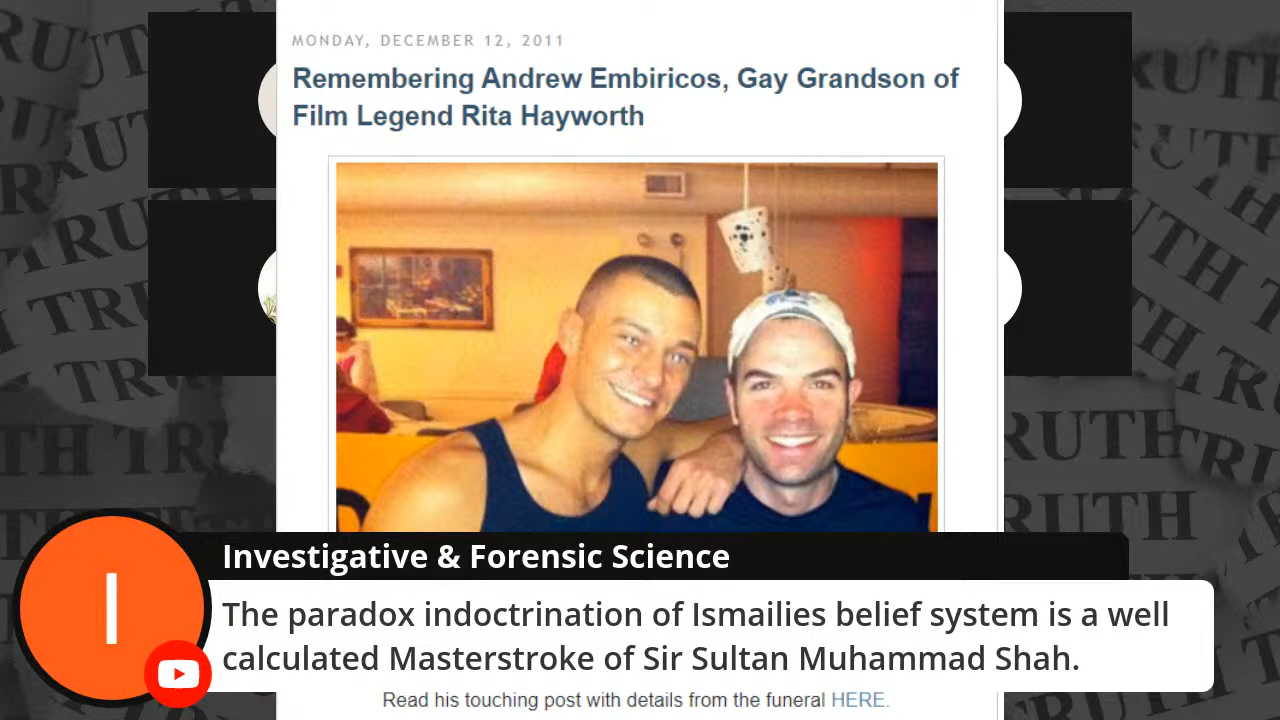 MONDAY, DECEMBER 12, 2011
Remembering Andrew Embiricos, Gay Grandson of
Film Legend Rita Hayworth
I
Investigative & Forensic Science
The paradox indoctrination of Ismailies belief system is a well
calculated Masterstroke of Sir Sultan Muhammad Shah.
Read his touching post with details from the funeral HERE.